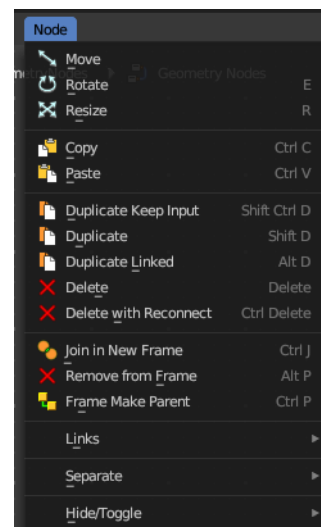 Node
Move
Geometry Nodes
Rotate E
Resize R
Copy Ctrl C
Paste Ctrl V
Duplicate Keep Input Shift Ctrl D
Duplicate Shift D
Duplicate Linked Alt D
Delete Delete
Delete with Reconnect Ctrl Delete
Join in New Frame Ctrl J
Remove from Frame Alt P
Frame Make Parent Ctrl P
Links
Separate
Hide/Toggle